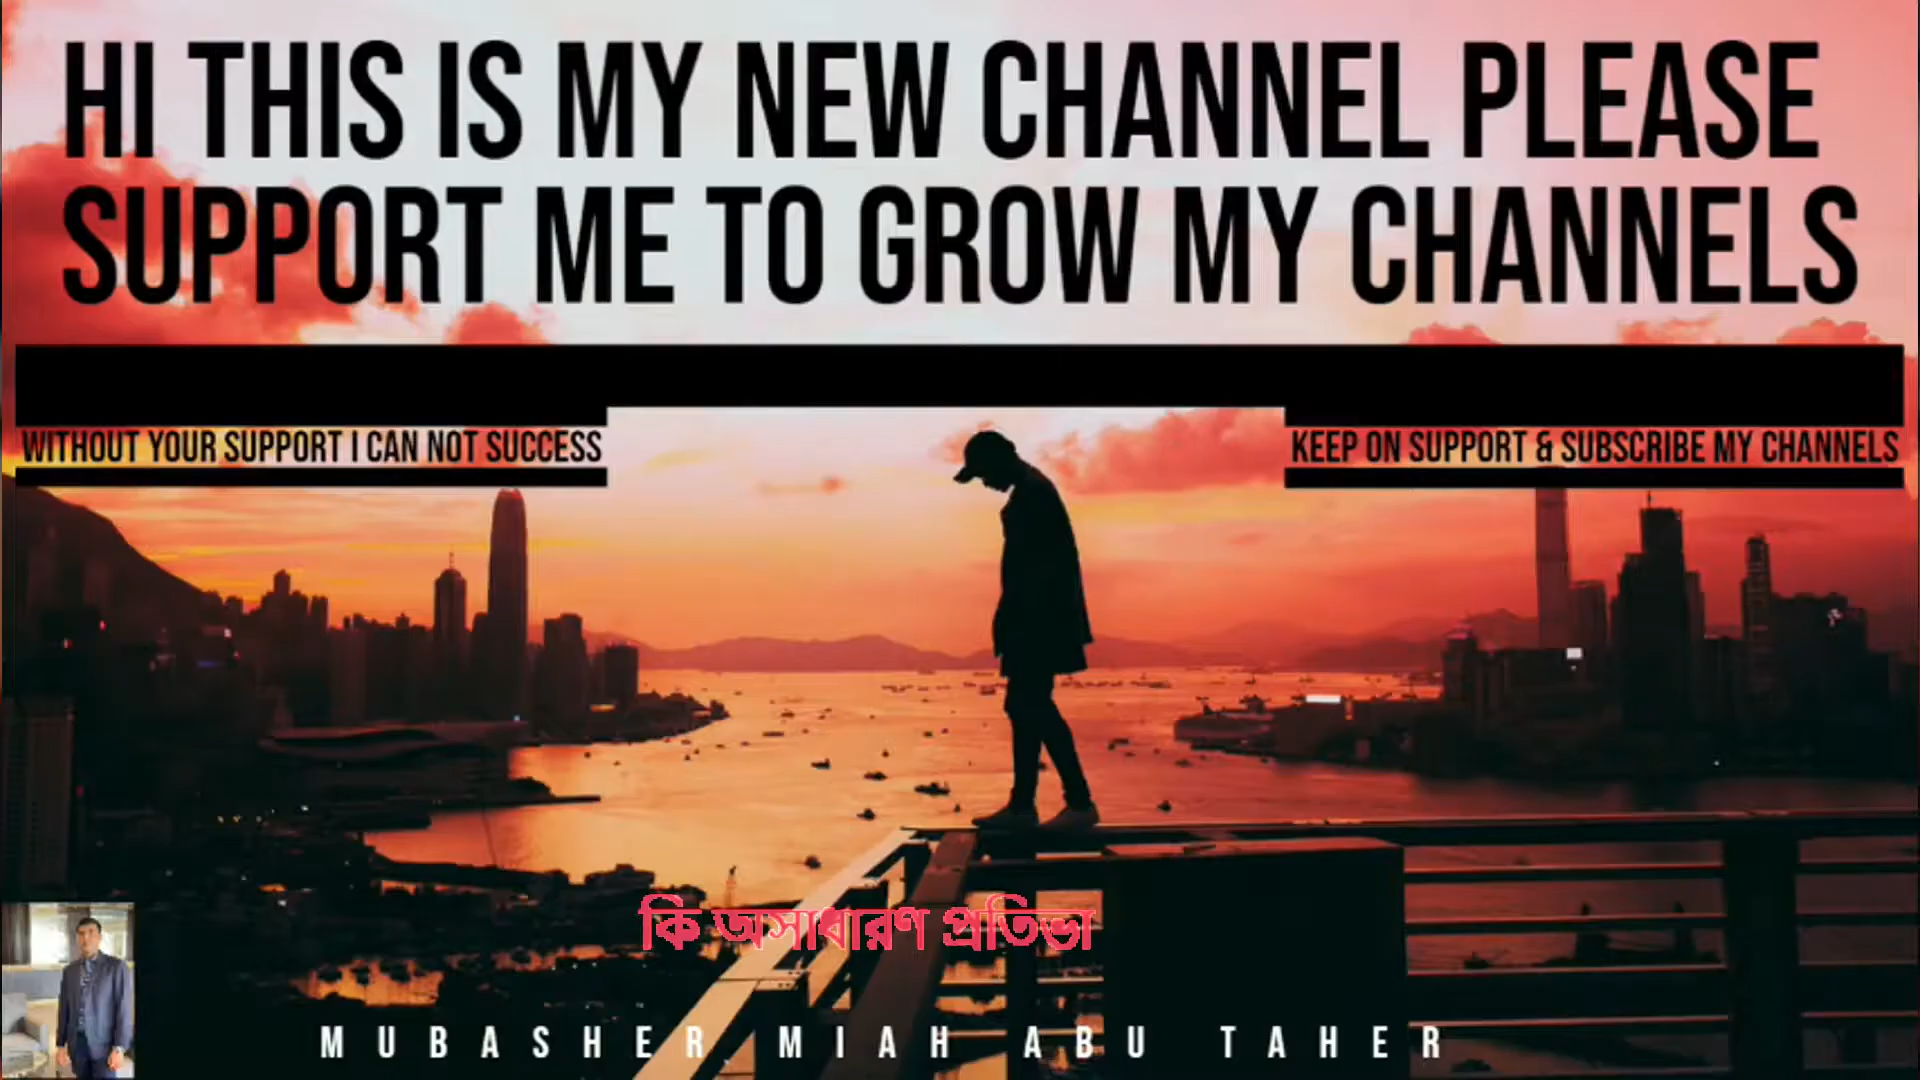 HI THIS IS MY NEW CHANNEL PLEASE
SUPPORT ME TO GROW MY CHANNELS
WITHOUT YOUR SUPPORT I CAN NOT SUCCESS
KEEP ON SUPPORT & SUBSCRIBE MY CHANNELS
কি অসাধারণ প্রতিভা
MUBASHER MIAH ABU TAHER